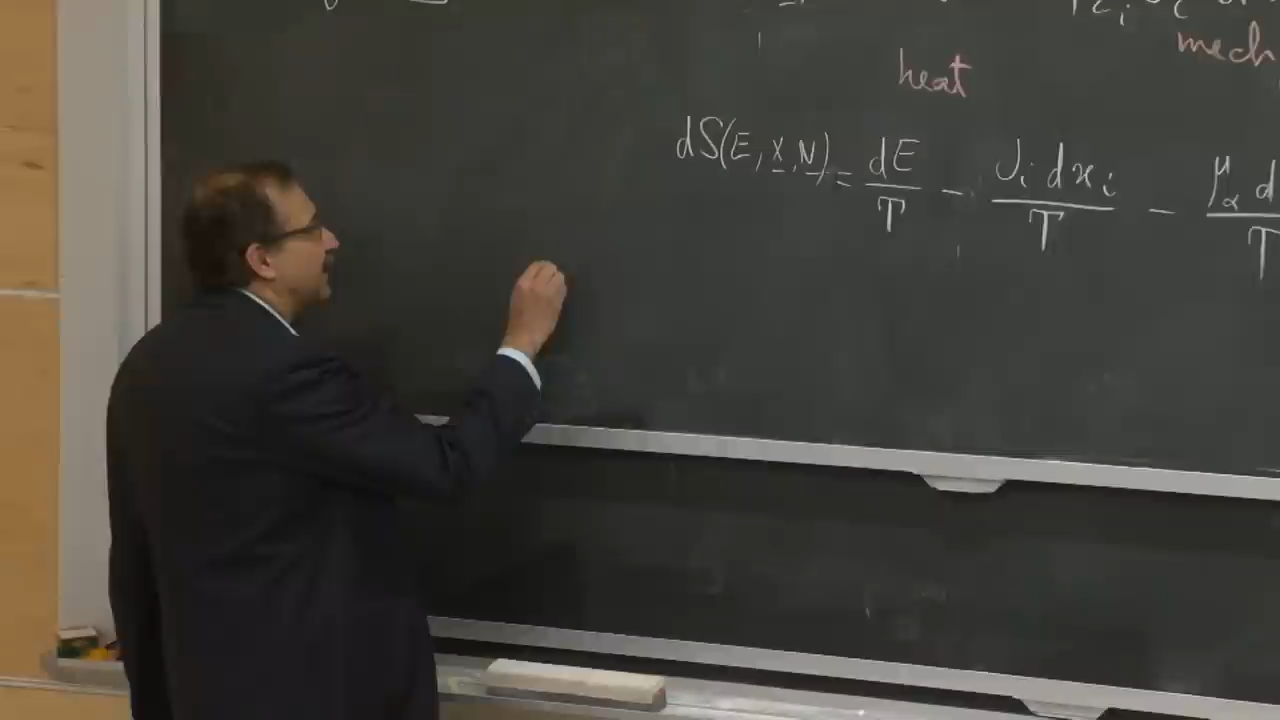 mech
heat
dS(E, x, N) = dE/T - J_i dx_i/T - μ_α d/T